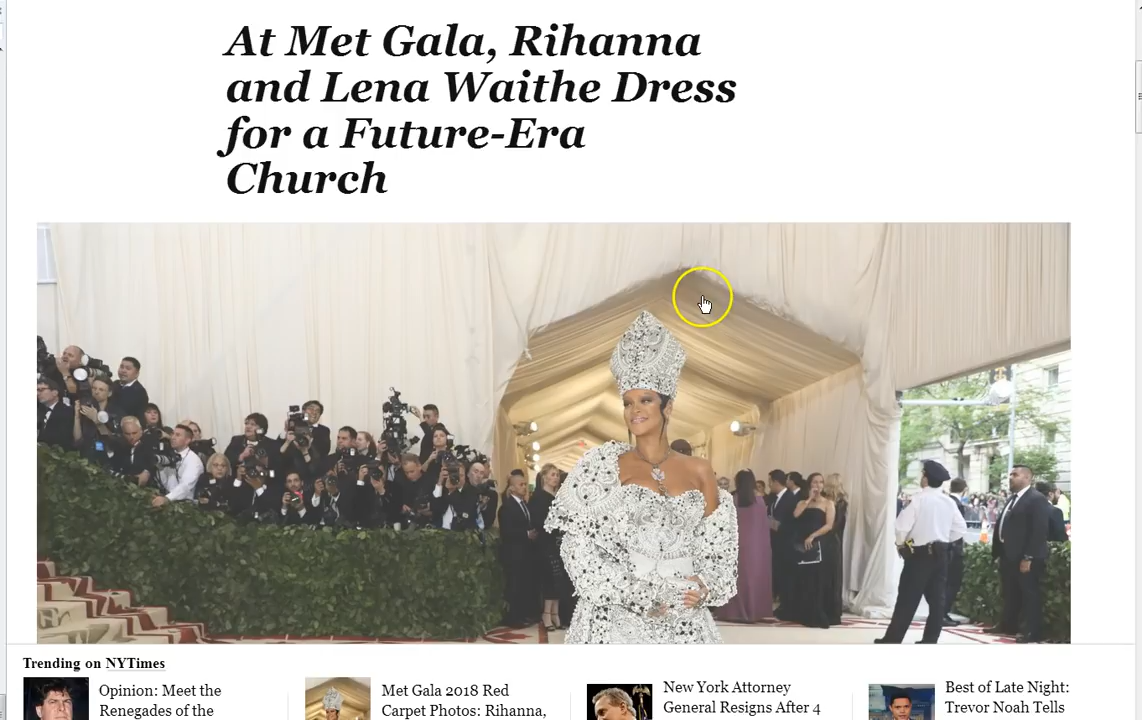 At Met Gala, Rihanna
and Lena Waithe Dress
for a Future-Era
Church
Trending on NYTimes
Opinion: Meet the
Renegades of the
Met Gala 2018 Red
Carpet Photos: Rihanna,
New York Attorney
General Resigns After 4
Best of Late Night:
Trevor Noah Tells